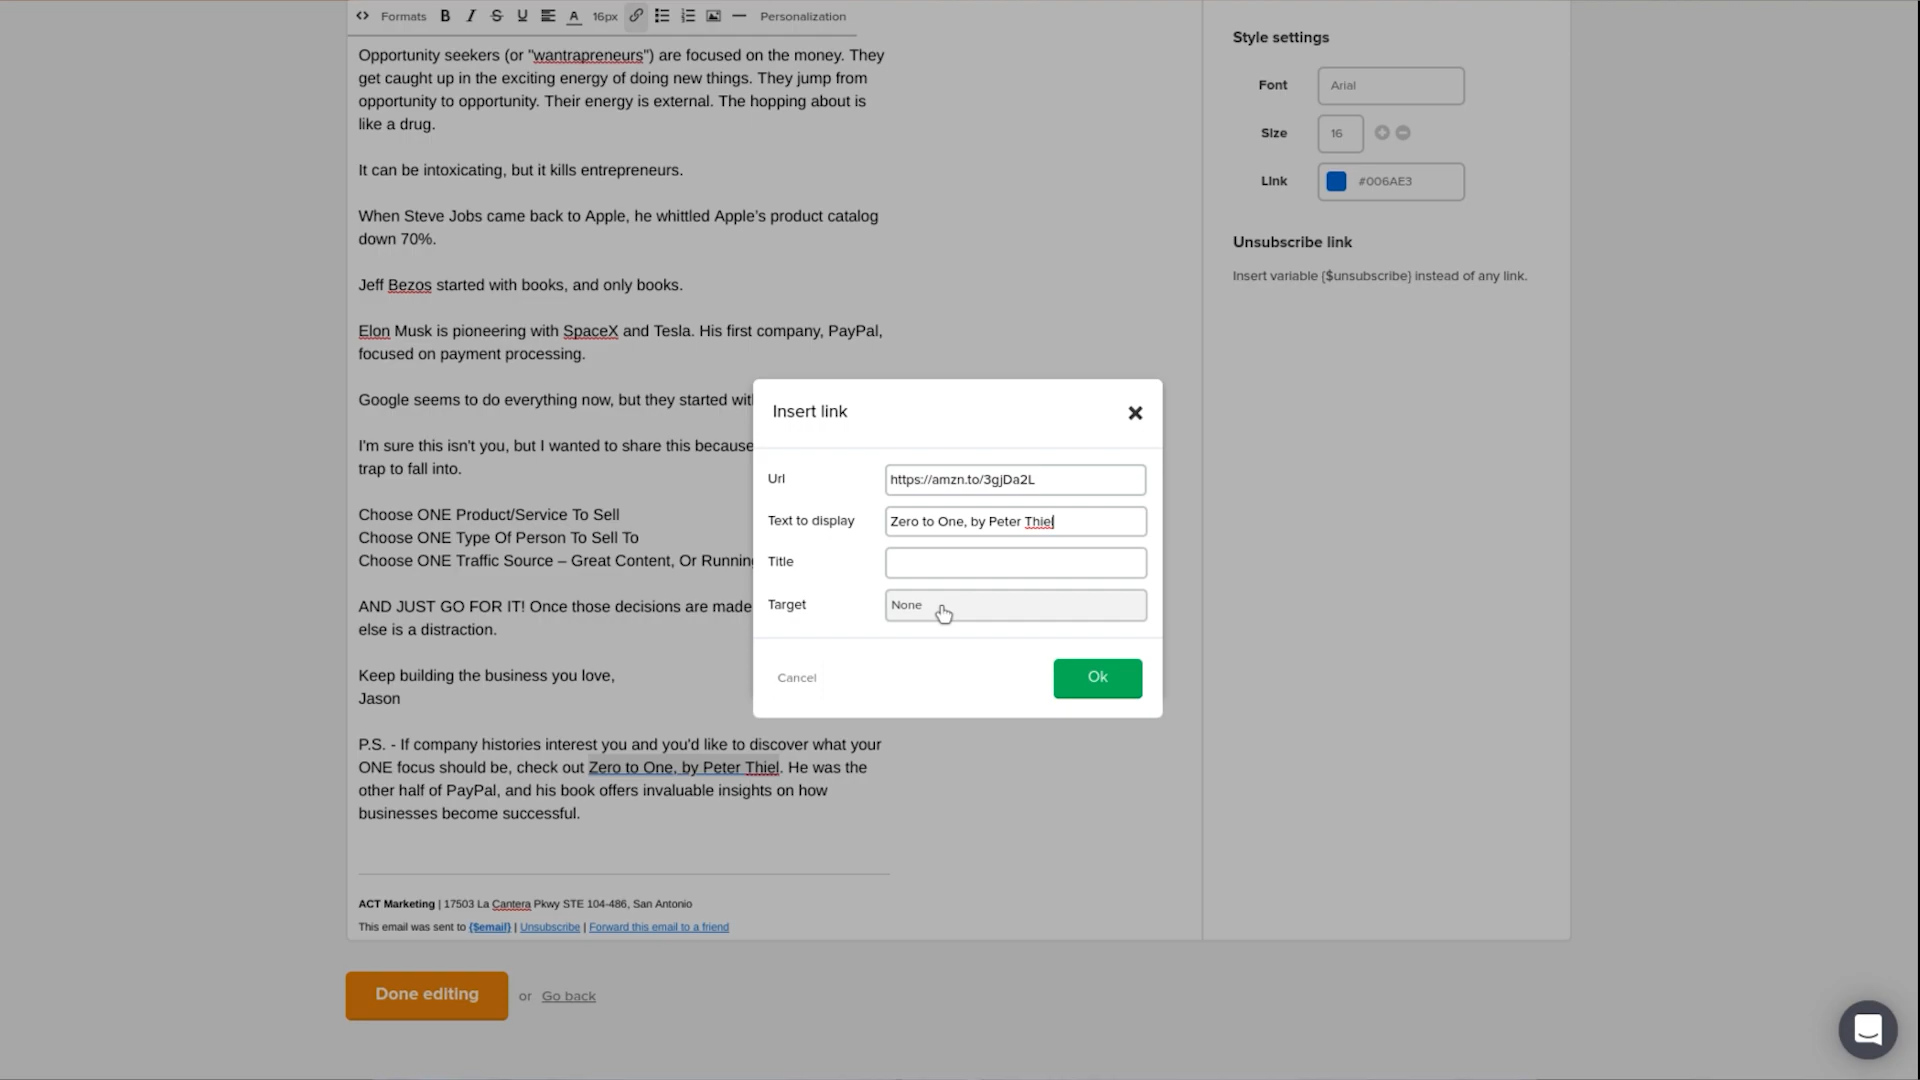 Formats
16px
Personalization
Opportunity seekers (or "wantrapreneurs") are focused on the money. They
get caught up in the exciting energy of doing new things. They jump from
opportunity to opportunity. Their energy is external. The hopping about is
like a drug.
It can be intoxicating, but it kills entrepreneurs.
When Steve Jobs came back to Apple, he whittled Apple's product catalog
down 70%.
Jeff Bezos started with books, and only books.
Elon Musk is pioneering with SpaceX and Tesla. His first company, PayPal,
focused on payment processing.
Google seems to do everything now, but they started
I'm sure this isn't you, but I wanted to share this because
trap to fall into.
Choose ONE Product/Service To Sell
Choose ONE Type Of Person To Sell To
Choose ONE Traffic Source – Great Content, Or
AND JUST GO FOR IT! Once those decisions are made
else is a distraction.
Keep building the business you love,
Jason
P.S. - If company histories interest you and you'd like to discover what your
ONE focus should be, check out Zero to One, by Peter Thiel. He was the
other half of PayPal, and his book offers invaluable insights on how
businesses become successful.
ACT Marketing | 17503 La Cantera Pkwy STE 104-486, San Antonio
This email was sent to {$email} | Unsubscribe | Forward this email to a friend
Done editing or Go back
Insert link
Url https://amzn.to/3gjDa2L
Text to display Zero to One, by Peter Thiel
Title
Target None
Cancel Ok
Style settings
Font Arial
Size 16
Link #006AE3
Unsubscribe link
Insert variable {$unsubscribe} instead of any link.